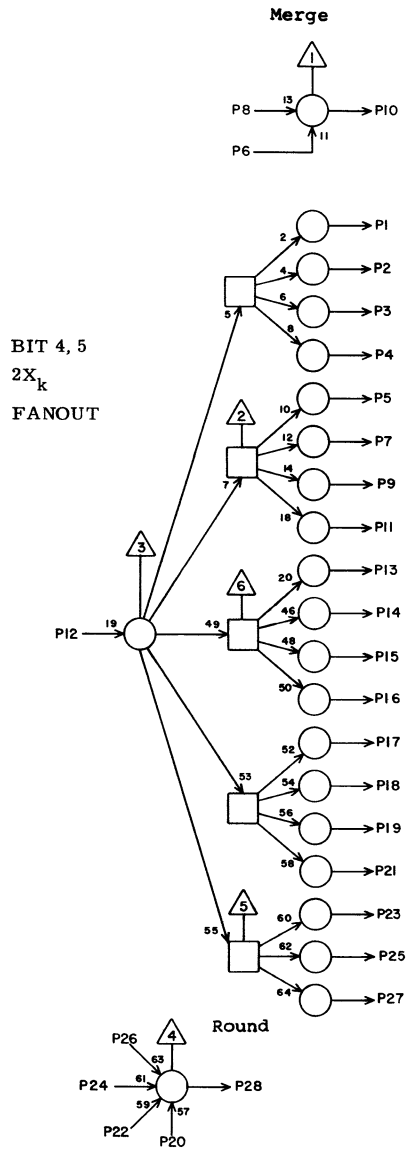 Merge
1
P8 13 P10
P6 11
2 P1
4 P2
6 P3
5 8 P4
BIT 4, 5
2Xk
FANOUT
10 P5
2 12 P7
14 P9
7 18 P11
3
20 P13
6 46 P14
P12 19 49 48 P15
50 P16
52 P17
53 54 P18
56 P19
58 P21
5 60 P23
55 62 P25
64 P27
Round
4
P26 63
P24 61 P28
59 57
P22 P20